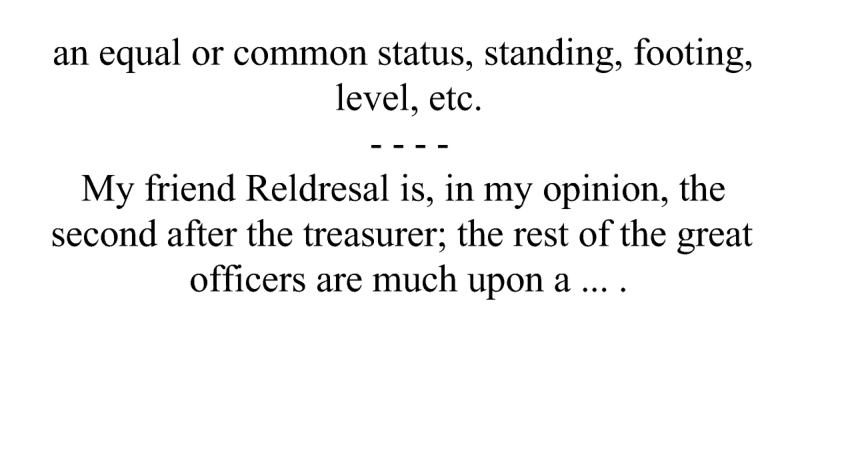 an equal or common status, standing, footing,
level, etc.
- - - -
My friend Reldresal is, in my opinion, the
second after the treasurer; the rest of the great
officers are much upon a ... .